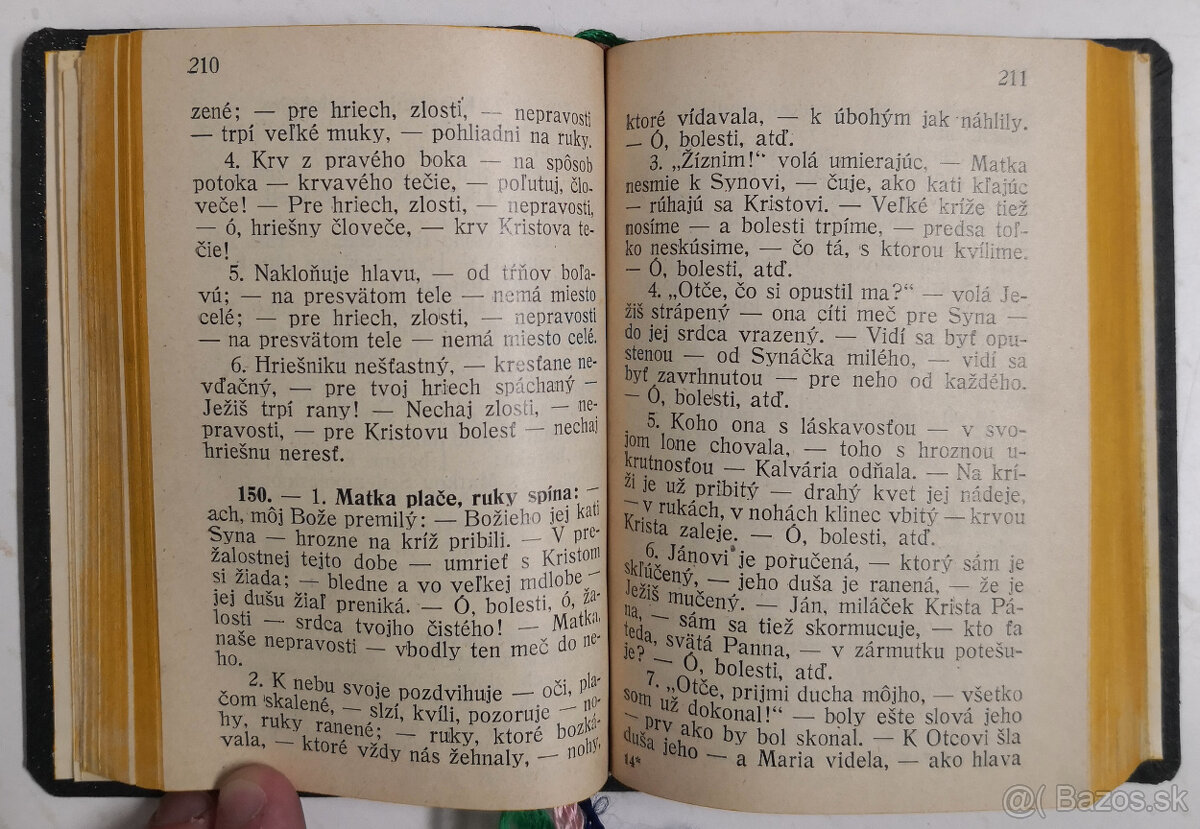 210
zené; — pre hriech, zlosti, — nepravosti
— trpí veľké muky, — pohliadni na ruky.
4. Krv z pravého boka — na spôsob
potoka — krvavého tečie, — poľutuj, člo-
veče! — Pre hriech, zlosti, — nepravosti,
— ó, hriešny človeče, — krv Kristova te-
čie!
5. Nakloňuje hlavu, — od tŕňov boľa-
vú; — na presvätom tele — nemá miesto
celé; — pre hriech, zlosti, — nepravosti
— na presvätom tele — nemá miesto celé.
6. Hriešniku nešťastný, — kresťane ne-
vďačný, — pre tvoj hriech spáchaný —
Ježiš trpí rany! — Nechaj zlosti, — ne-
pravosti, — pre Kristovu bolesť — nechaj
hriešnu neresť.
150. — 1. Matka plače, ruky spína: —
ach, môj Bože premilý: — Božieho jej kati
Syna — hrozne na kríž pribili. — V pre-
žalostnej tejto dobe — umrieť s Kristom
si žiada; — bledne a vo veľkej mdlobe —
jej dušu žiaľ preniká. — Ó, bolesti, ó, ža-
losti — srdca tvojho čistého! — Matka,
naše nepravosti — vbodly ten meč do ne-
ho.
2. K nebu svoje pozdvihuje — oči, pla-
čom skalené, — slzí, kvíli, pozoruje — no-
hy, ruky ranené; — ruky, ktoré bozká-
vala, — ktoré vždy nás žehnaly, — nohy,
211
ktoré vídavala, — k úbohým jak náhlily.
— Ó, bolesti, atď.
3. „Žíznim!“ volá umierajúc, — Matka
nesmie k Synovi, — čuje, ako kati kľajúc
— rúhajú sa Kristovi. — Veľké kríže tiež
nosíme — a bolesti trpíme, — predsa toľ-
ko neskúsime, — čo tá, s ktorou kvílime.
— Ó, bolesti, atď.
4. „Otče, čo si opustil ma?“ — volá Je-
žiš strápený — ona cíti meč pre Syna —
do jej srdca vrazený. — Vidí sa byť opu-
stenou — od Synáčka milého, — vidí sa
byť zavrhnutou — pre neho od každého.
— Ó, bolesti, atď.
5. Koho ona s láskavosťou — v svo-
jom lone chovala, — toho s hroznou u-
krutnosťou — Kalvária odňala. — Na krí-
ži je už pribitý — drahý kvet jej nádeje,
— v rukách, v nohách klinec vbitý — krvou
Krista zaleje. — Ó, bolesti, atď.
6. Jánovi je poručená, — ktorý sám je
skľúčený, — jeho duša je ranená, — že je
Ježiš mučený. — Ján, miláček Krista Pá-
na, — sám sa tiež skormucuje, — kto ťa
teda, svätá Panna, — v zármutku potešu-
je? — Ó, bolesti, atď.
7. „Otče, prijmi ducha môjho, — všetko
som už dokonal!“ — boly ešte slová jeho
— prv ako by bol skonal. — K Otcovi šla
duša jeho — a Maria videla, — ako hlava
14*
@( Bazos.sk